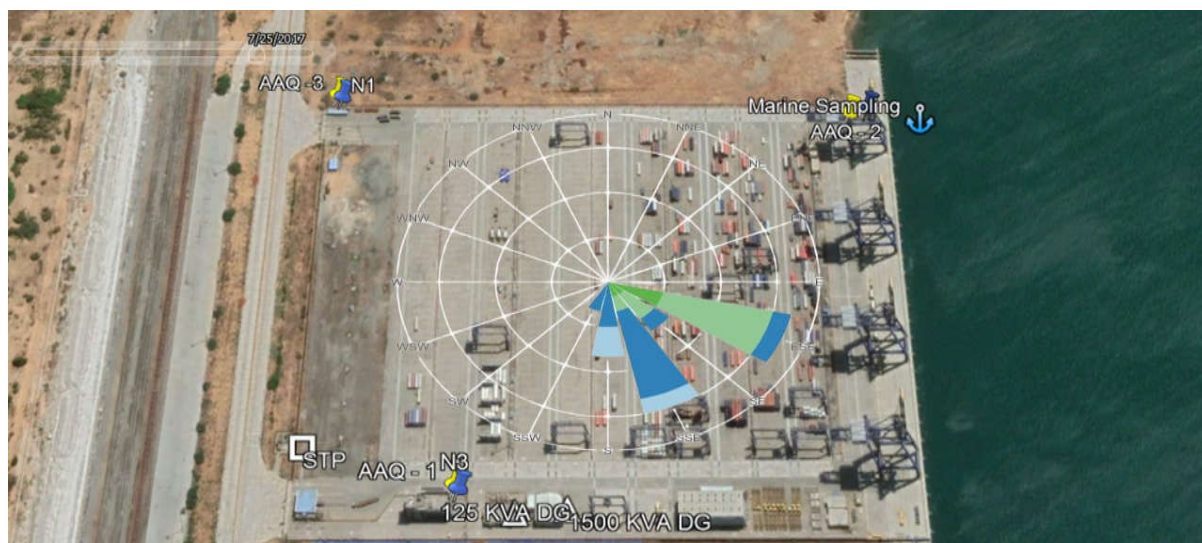 7/25/2017
AAQ -3 N1
Marine Sampling
AAQ - 2
N
NNW
NNE
NW
NE
WNW
ENE
W
E
WSW
ESE
SW
SE
SSW
SSE
S
STP
AAQ - 1 N3
125 KVA DG
1500 KVA DG